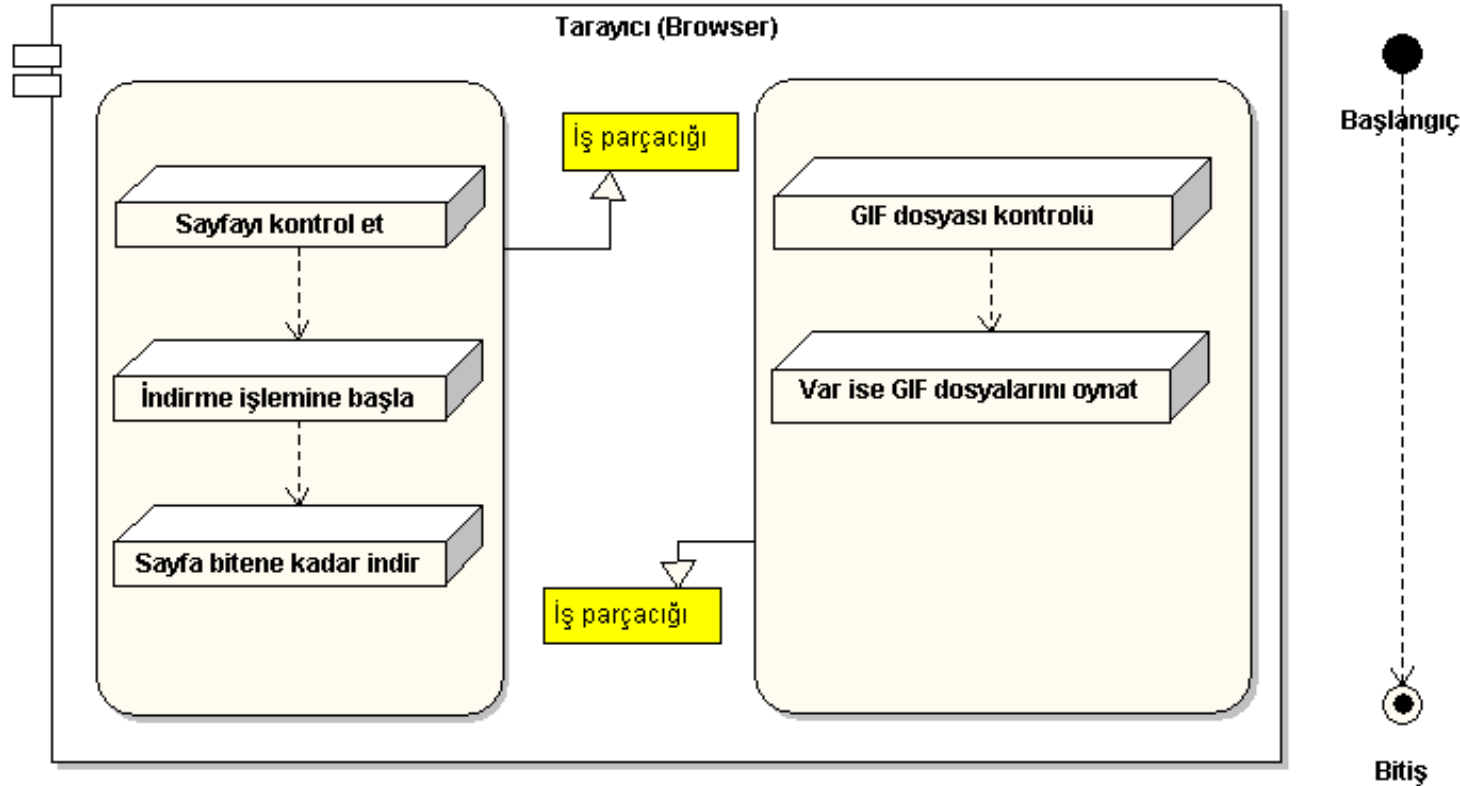 Tarayıcı (Browser)
Başlangıç
İş parçacığı
Sayfayı kontrol et
GIF dosyası kontrolü
İndirme işlemine başla
Var ise GIF dosyalarını oynat
Sayfa bitene kadar indir
İş parçacığı
Bitiş